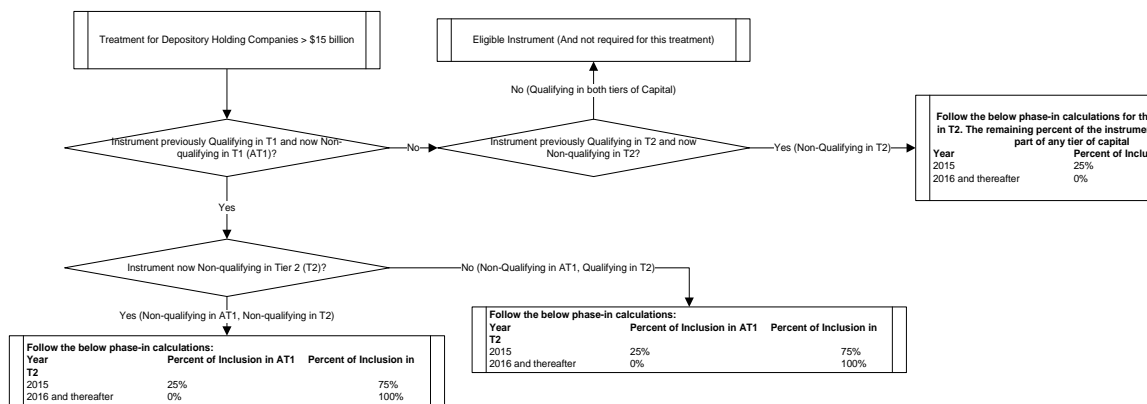 Treatment for Depository Holding Companies > $15 billion
Eligible Instrument (And not required for this treatment)
No (Qualifying in both tiers of Capital)
Instrument previously Qualifying in T1 and now Non-
qualifying in T1 (AT1)?
No
Instrument previously Qualifying in T2 and now
Non-qualifying in T2?
Yes (Non-Qualifying in T2)
Follow the below phase-in calculations for
in T2. The remaining percent of the
part of any tier of capital
Year Percent of
2015 25%
2016 and thereafter 0%
Yes
Instrument now Non-qualifying in Tier 2 (T2)?
No (Non-Qualifying in AT1, Qualifying in T2)
Yes (Non-qualifying in AT1, Non-qualifying in T2)
Follow the below phase-in calculations:
Year Percent of Inclusion in AT1 Percent of Inclusion in
T2
2015 25% 75%
2016 and thereafter 0% 100%
Follow the below phase-in calculations:
Year Percent of Inclusion in AT1 Percent of Inclusion in
T2
2015 25% 75%
2016 and thereafter 0% 100%